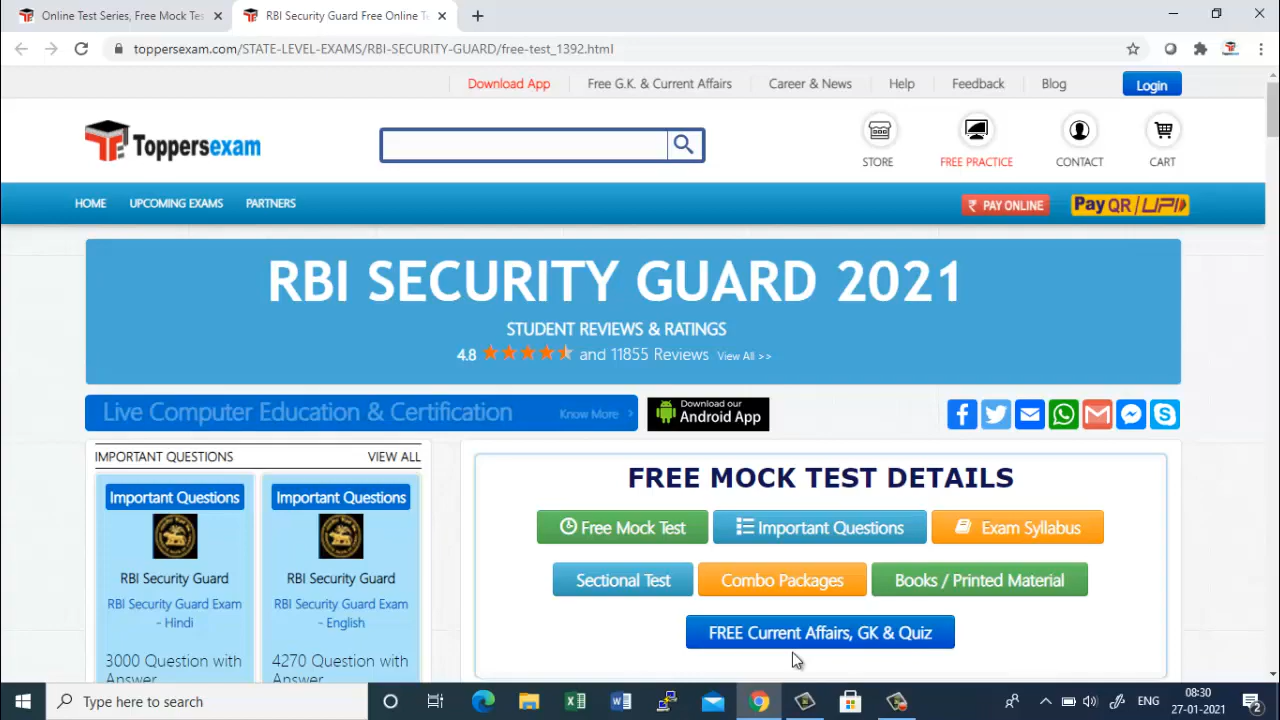 Online Test Series, Free Mock Tes
RBI Security Guard Free Online T
toppersexam.com/STATE-LEVEL-EXAMS/RBI-SECURITY-GUARD/free-test_1392.html
Download App
Free G.K. & Current Affairs
Career & News
Help
Feedback
Blog
Login
Toppersexam
STORE
FREE PRACTICE
CONTACT
CART
HOME
UPCOMING EXAMS
PARTNERS
₹ PAY ONLINE
Pay QR/UPI
RBI SECURITY GUARD 2021
STUDENT REVIEWS & RATINGS
4.8 and 11855 Reviews View All >>
Live Computer Education & Certification Know More
Download our
Android App
IMPORTANT QUESTIONS VIEW ALL
Important Questions
RBI Security Guard
RBI Security Guard Exam
- Hindi
3000 Question with
Answer
Important Questions
RBI Security Guard
RBI Security Guard Exam
- English
4270 Question with
Answer
FREE MOCK TEST DETAILS
Free Mock Test
Important Questions
Exam Syllabus
Sectional Test
Combo Packages
Books / Printed Material
FREE Current Affairs, GK & Quiz
Type here to search
ENG
08:30
27-01-2021
2